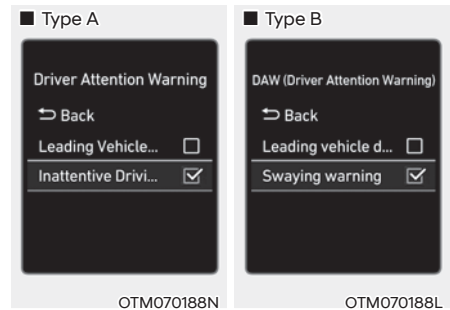 ■ Type A
Driver Attention Warning
Back
Leading Vehicle...
Inattentive Drivi...
OTM070188N
■ Type B
DAW (Driver Attention Warning)
Back
Leading vehicle d...
Swaying warning
OTM070188L